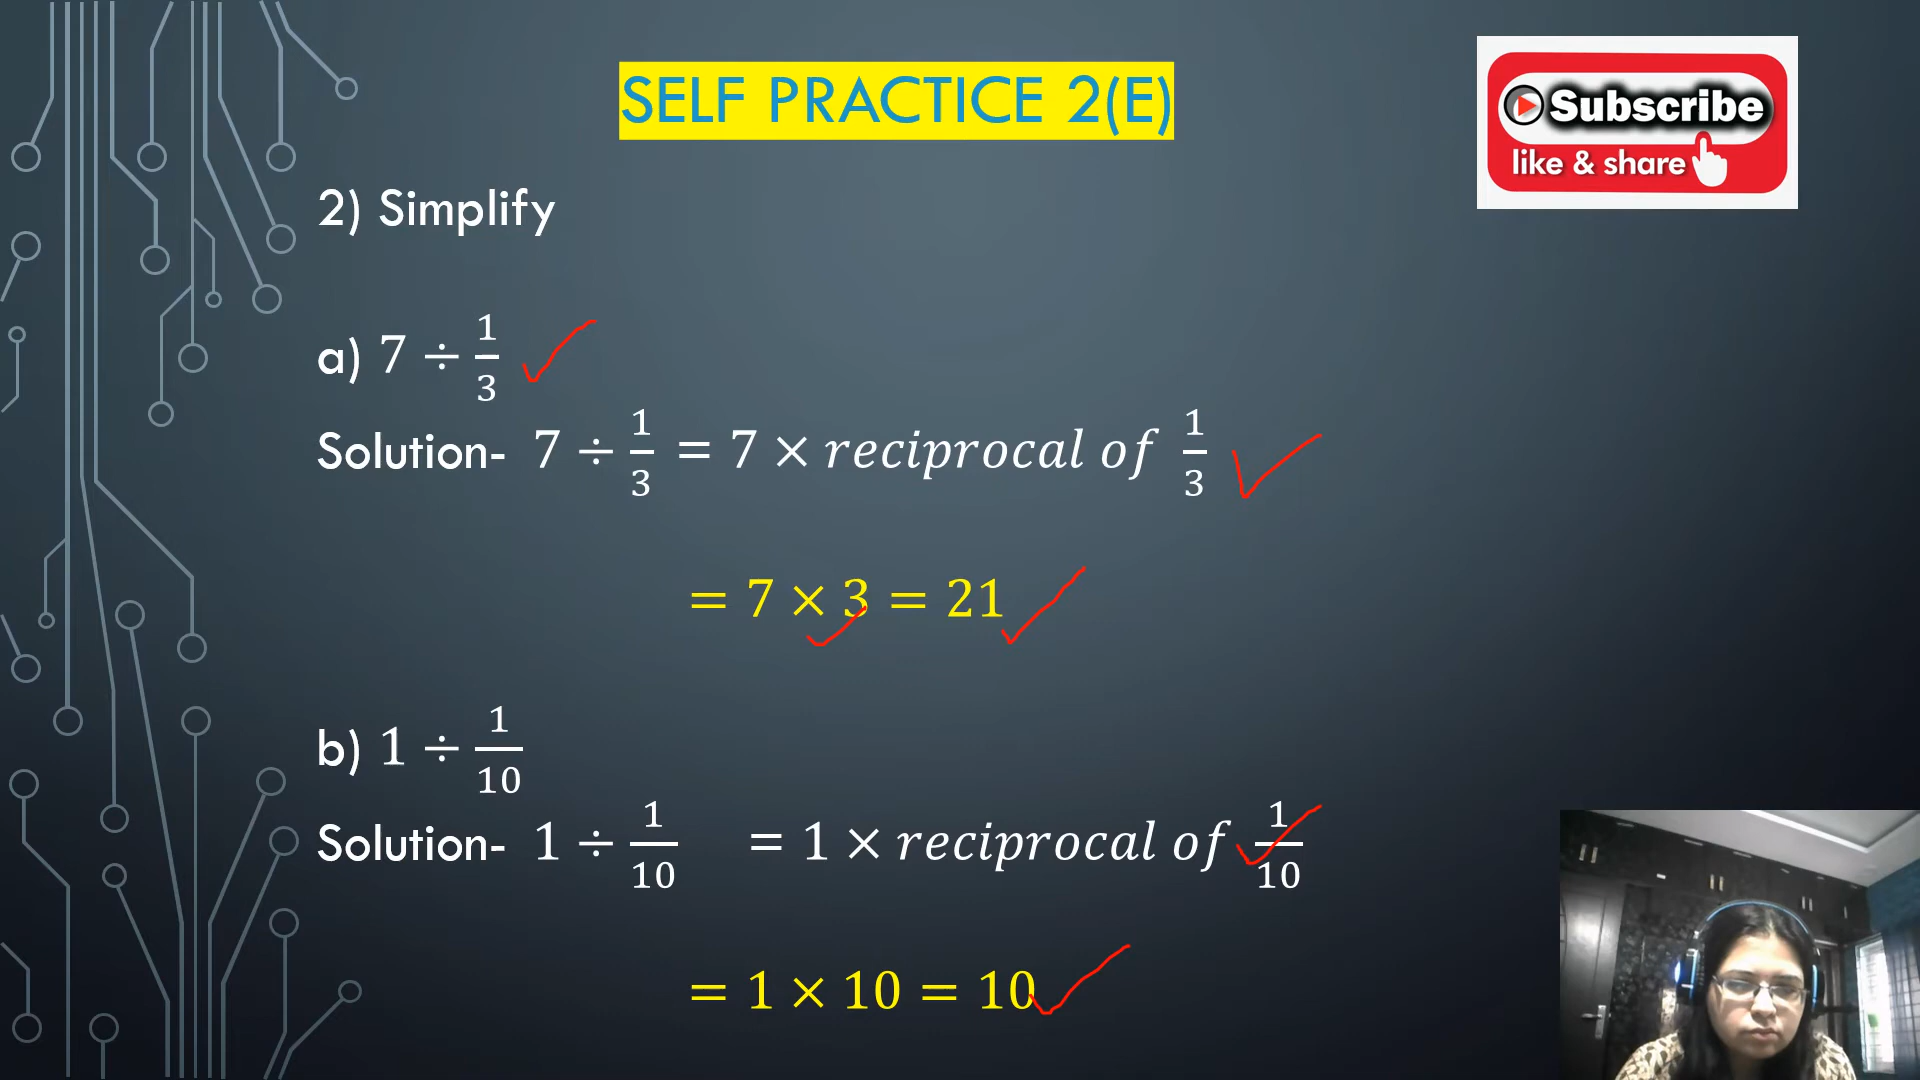 SELF PRACTICE 2(E)
Subscribe
like & share
2) Simplify
a) 7 ÷ 1/3
Solution- 7 ÷ 1/3 = 7 × reciprocal of 1/3
= 7 × 3 = 21
b) 1 ÷ 1/10
Solution- 1 ÷ 1/10 = 1 × reciprocal of 1/10
= 1 × 10 = 10